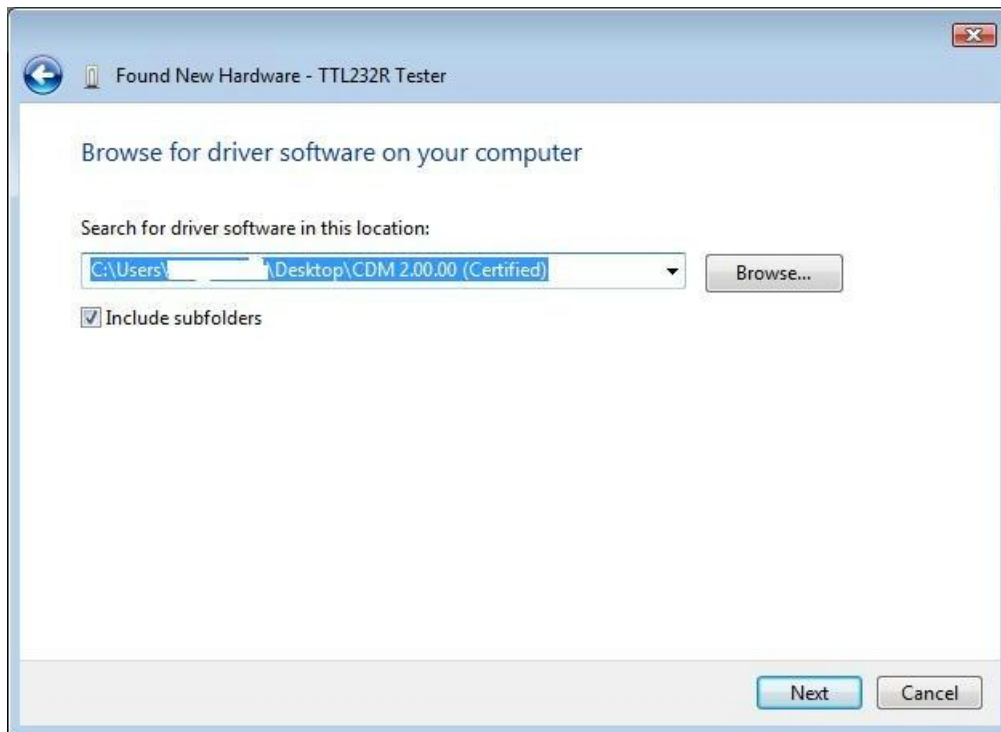 Found New Hardware - TTL232R Tester
Browse for driver software on your computer
Search for driver software in this location:
C:\Users\ \Desktop\CDM 2.00.00 (Certified)
Browse...
Include subfolders
Next
Cancel